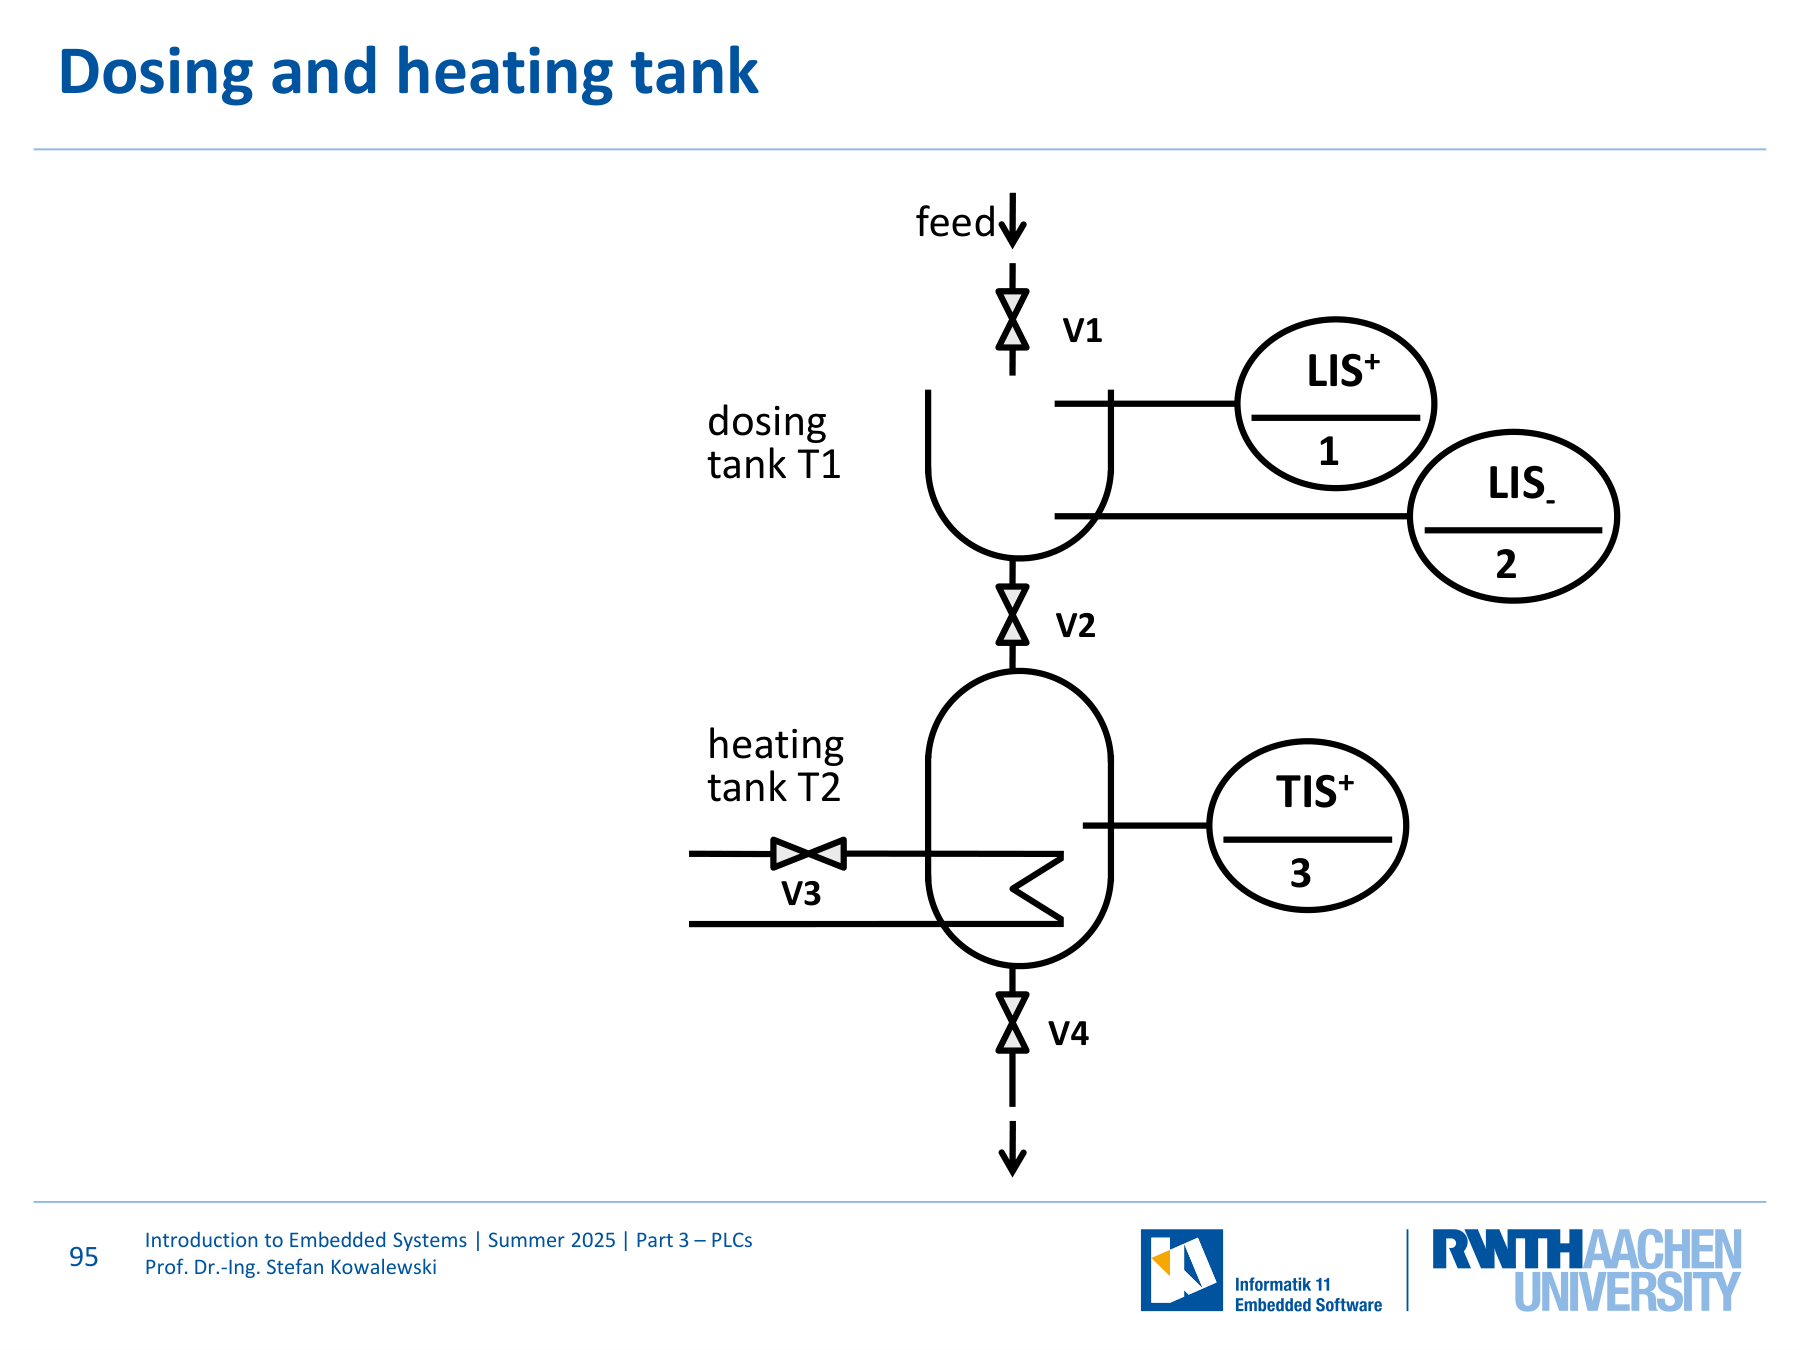 Dosing and heating tank
feed
V1
LIS+
1
dosing
tank T1
LIS-
2
V2
heating
tank T2
TIS+
3
V3
V4
95
Introduction to Embedded Systems | Summer 2025 | Part 3 – PLCs
Prof. Dr.-Ing. Stefan Kowalewski
Informatik 11
Embedded Software
RWTHAACHEN
UNIVERSITY